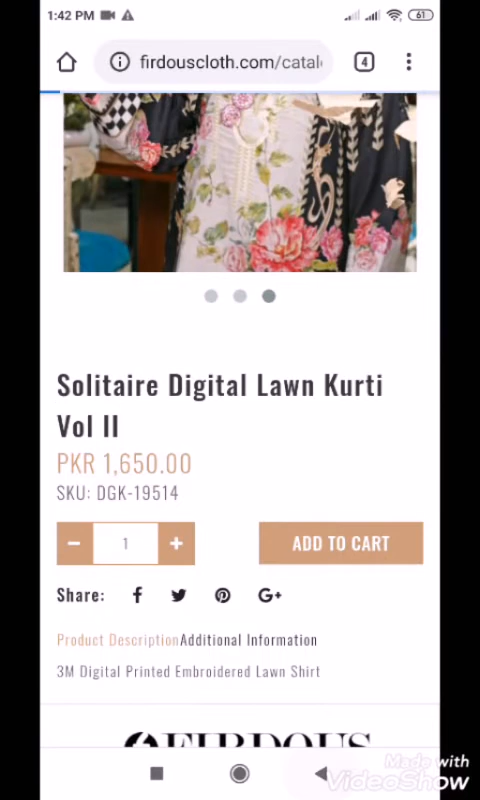 1:42 PM
61
firdouscloth.com/catal
4
Solitaire Digital Lawn Kurti
Vol II
PKR 1,650.00
SKU: DGK-19514
1
ADD TO CART
Share:
Product Description Additional Information
3M Digital Printed Embroidered Lawn Shirt
FIRDOUS
Made with
VideoShow